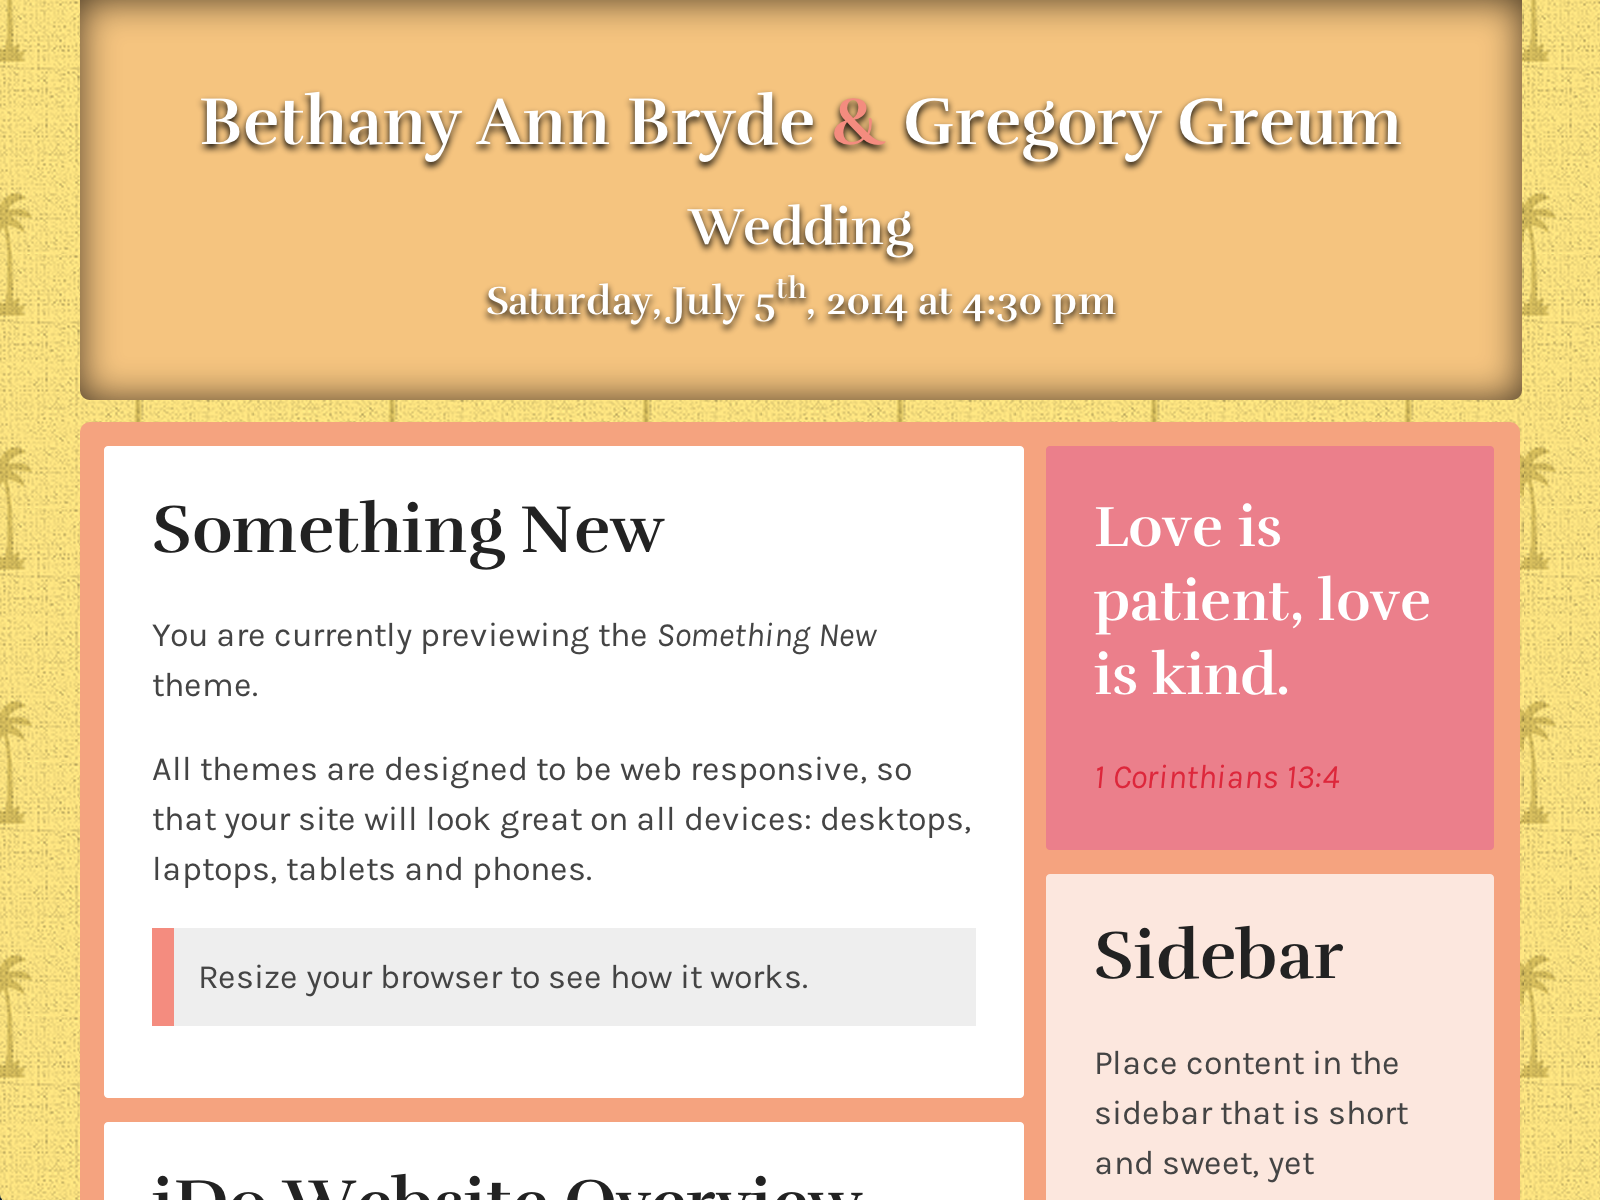 Bethany Ann Bryde & Gregory Greum
Wedding
Saturday, July 5th, 2014 at 4:30 pm
Something New
You are currently previewing the Something New
theme.
All themes are designed to be web responsive, so
that your site will look great on all devices: desktops,
laptops, tablets and phones.
Resize your browser to see how it works.
iDo Website Overview
Love is
patient, love
is kind.
1 Corinthians 13:4
Sidebar
Place content in the
sidebar that is short
and sweet, yet